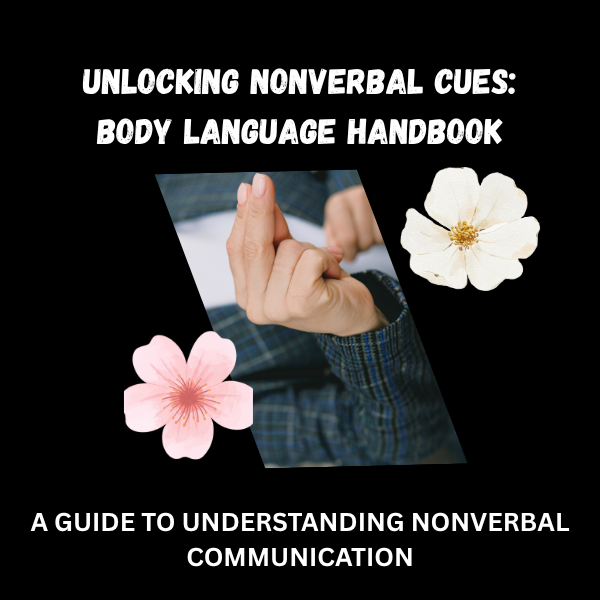 UNLOCKING NONVERBAL CUES:
BODY LANGUAGE HANDBOOK
A GUIDE TO UNDERSTANDING NONVERBAL
COMMUNICATION